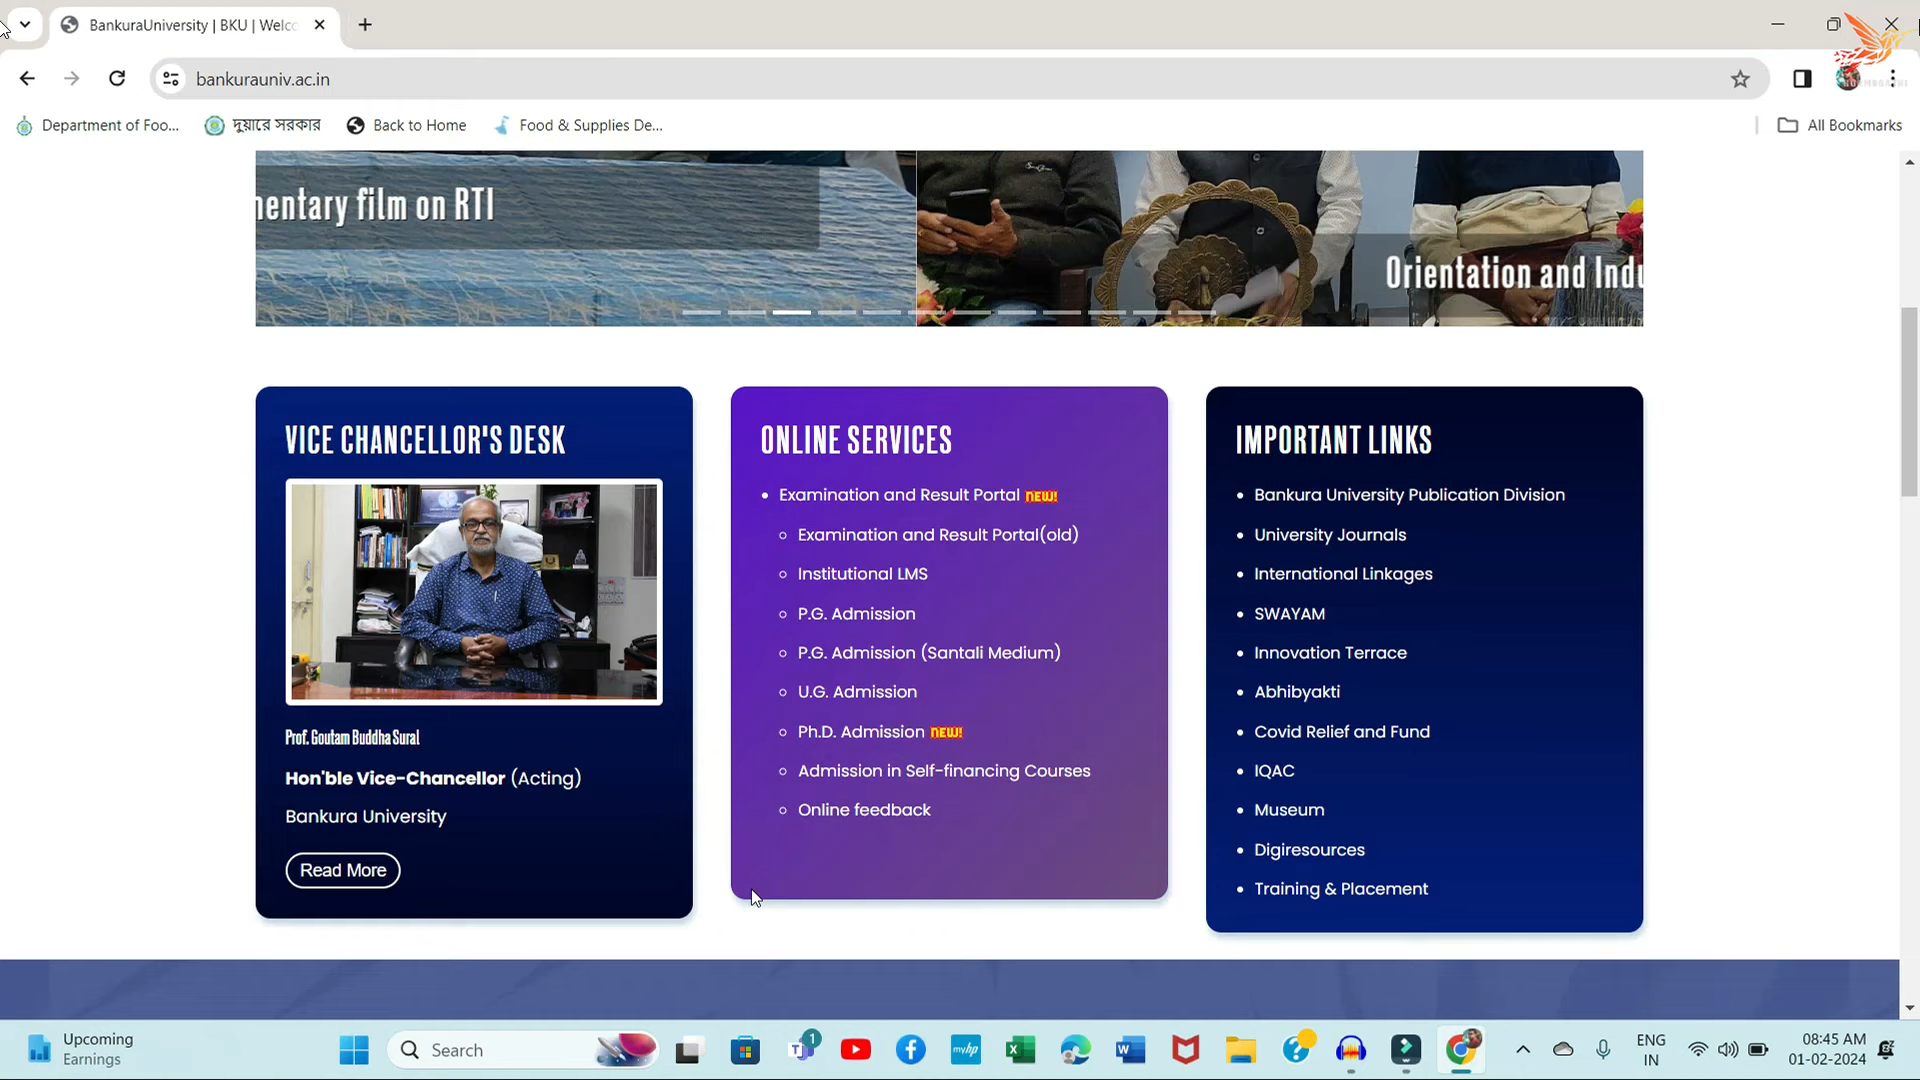 BankuraUniversity | BKU | Welco
bankurauniv.ac.in
Department of Foo...
দুয়ারে সরকার
Back to Home
Food & Supplies De...
All Bookmarks
mentary film on RTI
Orientation and Indu
VICE CHANCELLOR'S DESK
Prof. Goutam Buddha Sural
Hon'ble Vice-Chancellor (Acting)
Bankura University
Read More
ONLINE SERVICES
Examination and Result Portal NEW!
Examination and Result Portal(old)
Institutional LMS
P.G. Admission
P.G. Admission (Santali Medium)
U.G. Admission
Ph.D. Admission NEW!
Admission in Self-financing Courses
Online feedback
IMPORTANT LINKS
Bankura University Publication Division
University Journals
International Linkages
SWAYAM
Innovation Terrace
Abhibyakti
Covid Relief and Fund
IQAC
Museum
Digiresources
Training & Placement
Upcoming
Earnings
Search
1
myhp
ENG
IN
08:45 AM
01-02-2024